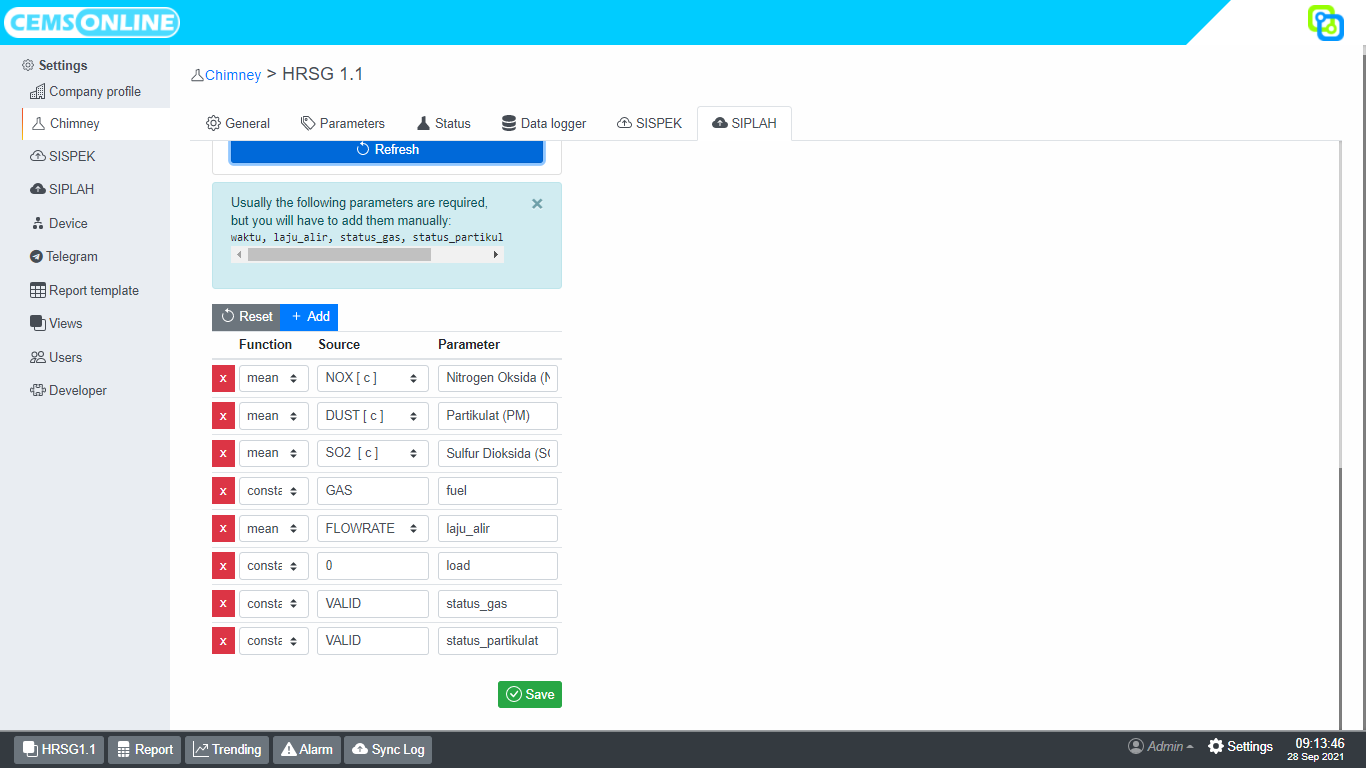 CEMS ONLINE
Settings
Company profile
Chimney
SISPEK
SIPLAH
Device
Telegram
Report template
Views
Users
Developer
Chimney > HRSG 1.1
General Parameters Status Data logger SISPEK SIPLAH
Refresh
Usually the following parameters are required, ×
but you will have to add them manually:
waktu, laju_alir, status_gas, status_partikul
Reset + Add
Function Source Parameter
x mean NOX [ c ] Nitrogen Oksida (N
x mean DUST [ c ] Partikulat (PM)
x mean SO2 [ c ] Sulfur Dioksida (SO
x consta GAS fuel
x mean FLOWRATE laju_alir
x consta 0 load
x consta VALID status_gas
x consta VALID status_partikulat
Save
HRSG1.1 Report Trending Alarm Sync Log Admin Settings 09:13:46
28 Sep 2021